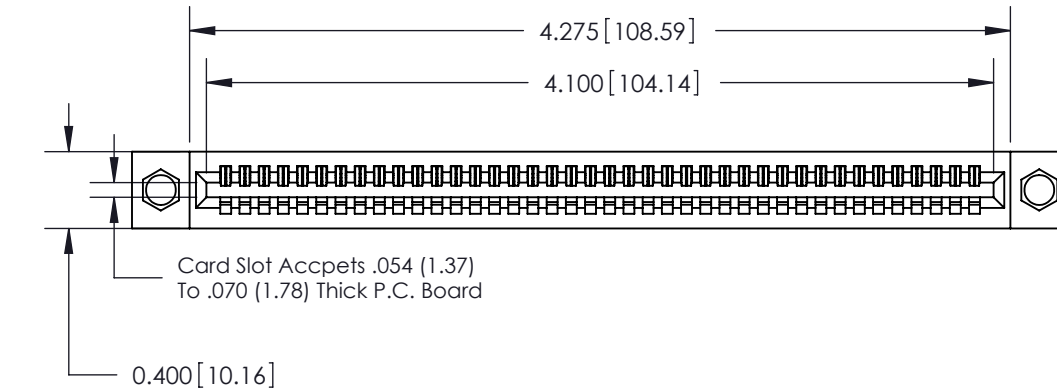 4.275[108.59]
4.100[104.14]
Card Slot Accpets .054 (1.37)
To .070 (1.78) Thick P.C. Board
0.400[10.16]